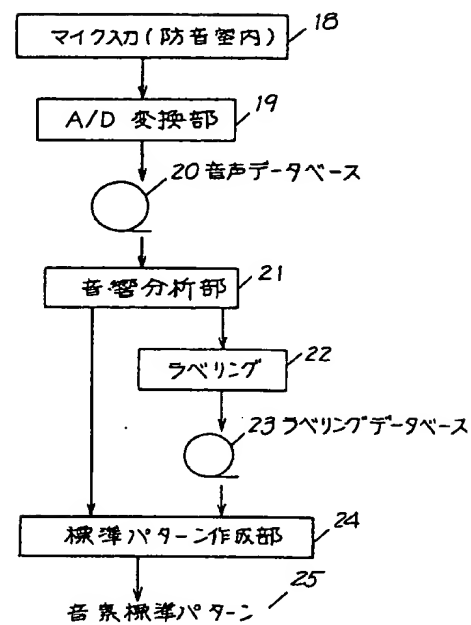 マイク入力(防音室内)
18
A/D 変換部
19
20 音声データベース
音響分析部
21
ラベリング
22
23 ラベリングデータベース
標準パターン作成部
24
音素標準パターン
25